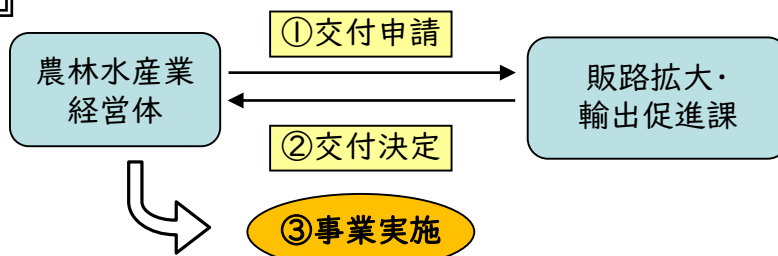 ①交付申請
農林水産業
経営体
販路拡大・
輸出促進課
②交付決定
③事業実施